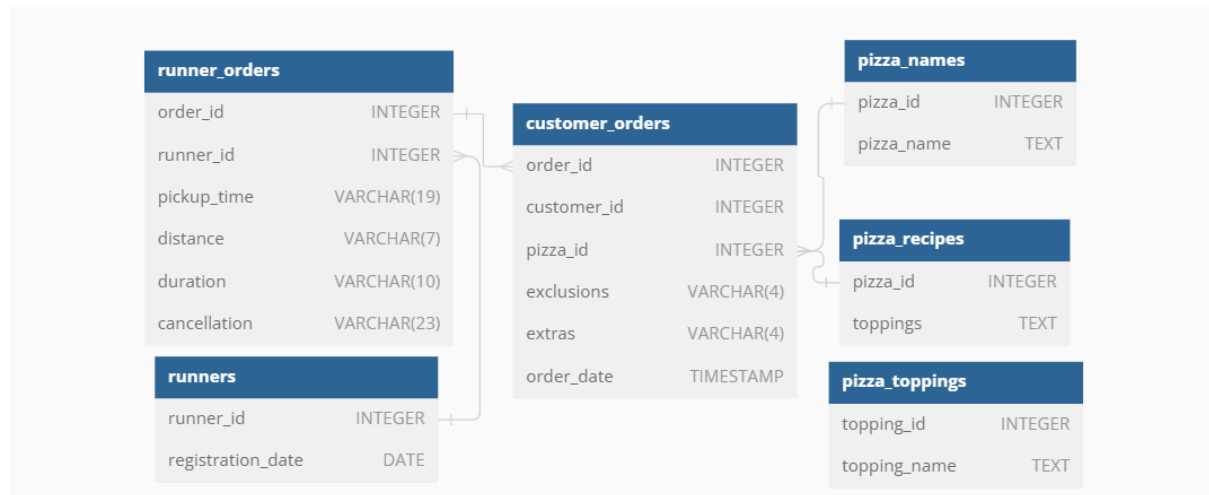 runner_orders
order_id INTEGER
runner_id INTEGER
pickup_time VARCHAR(19)
distance VARCHAR(7)
duration VARCHAR(10)
cancellation VARCHAR(23)
runners
runner_id INTEGER
registration_date DATE
customer_orders
order_id INTEGER
customer_id INTEGER
pizza_id INTEGER
exclusions VARCHAR(4)
extras VARCHAR(4)
order_date TIMESTAMP
pizza_names
pizza_id INTEGER
pizza_name TEXT
pizza_recipes
pizza_id INTEGER
toppings TEXT
pizza_toppings
topping_id INTEGER
topping_name TEXT